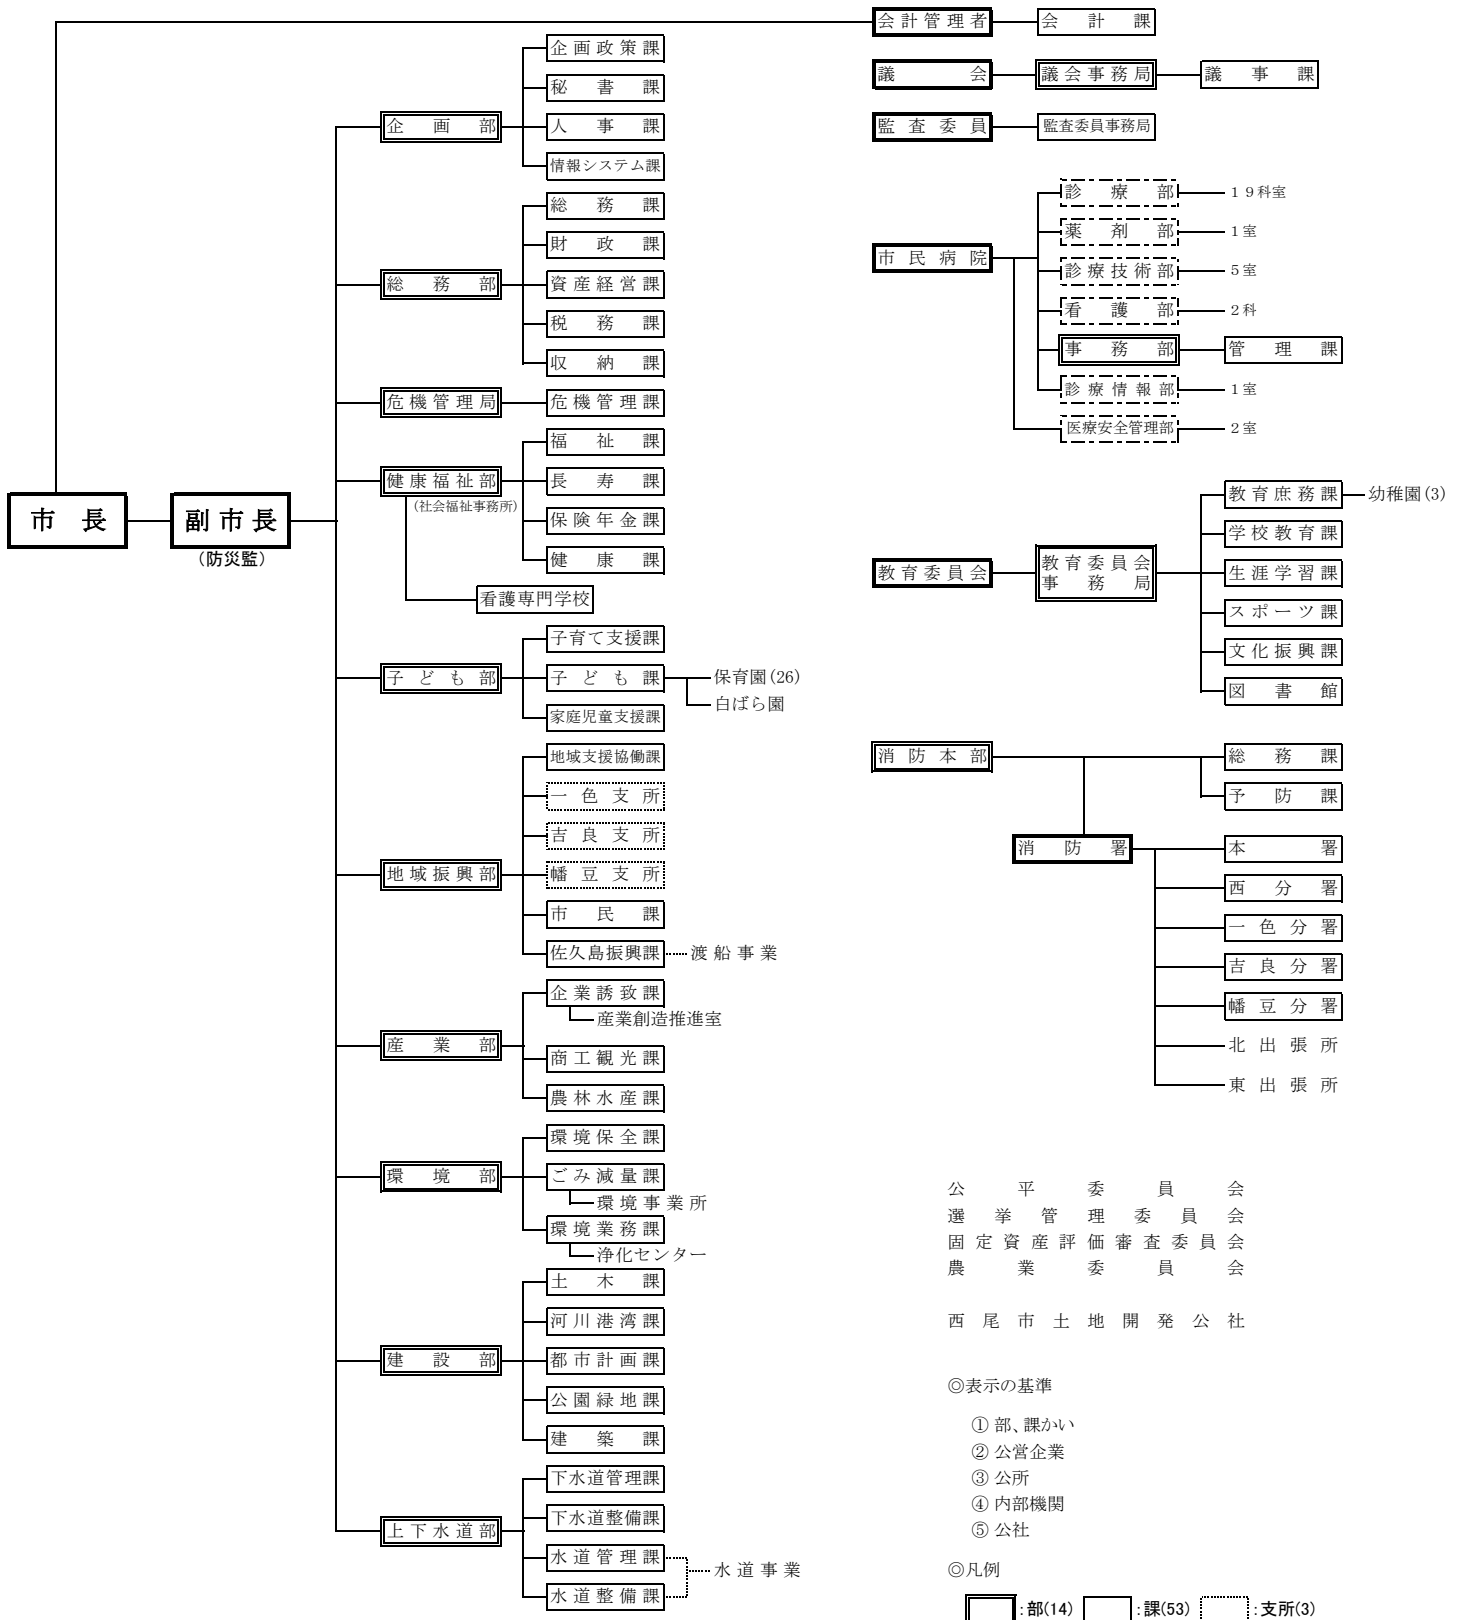 市長
副市長
(防災監)
企画部
企画政策課
秘書課
人事課
情報システム課
総務部
総務課
財政課
資産経営課
税務課
収納課
危機管理局
危機管理課
健康福祉部
(社会福祉事務所)
福祉課
長寿課
保険年金課
健康課
看護専門学校
子ども部
子育て支援課
子ども課
保育園(26)
白ばら園
家庭児童支援課
地域振興部
地域支援協働課
一色支所
吉良支所
幡豆支所
市民課
佐久島振興課
渡船事業
産業部
企業誘致課
産業創造推進室
商工観光課
農林水産課
環境部
環境保全課
ごみ減量課
環境事業所
環境業務課
浄化センター
建設部
土木課
河川港湾課
都市計画課
公園緑地課
建築課
上下水道部
下水道管理課
下水道整備課
水道管理課
水道整備課
水道事業
会計管理者
会計課
議会
議会事務局
議事課
監査委員
監査委員事務局
市民病院
診療部
19科室
薬剤部
1室
診療技術部
5室
看護部
2科
事務部
管理課
診療情報部
1室
医療安全管理部
2室
教育委員会
教育委員会
事務局
教育庶務課
幼稚園(3)
学校教育課
生涯学習課
スポーツ課
文化振興課
図書館
消防本部
総務課
予防課
消防署
本署
西分署
一色分署
吉良分署
幡豆分署
北出張所
東出張所
公平委員会
選挙管理委員会
固定資産評価審査委員会
農業委員会
西尾市土地開発公社
◎表示の基準
① 部、課かい
② 公営企業
③ 公所
④ 内部機関
⑤ 公社
◎凡例
:部(14) :課(53) :支所(3)